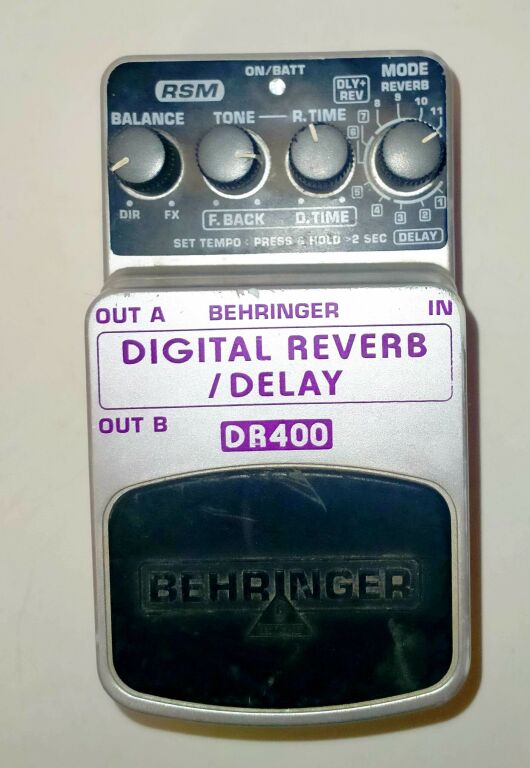 ON/BATT
RSM
DLY+
REV
MODE
REVERB
BALANCE
TONE
R.TIME
7
8
9
10
11
6
5
4
3
2
1
DIR
FX
F.BACK
D.TIME
SET TEMPO : PRESS & HOLD >2 SEC
DELAY
OUT A
BEHRINGER
IN
DIGITAL REVERB
/DELAY
OUT B
DR400
BEHRINGER